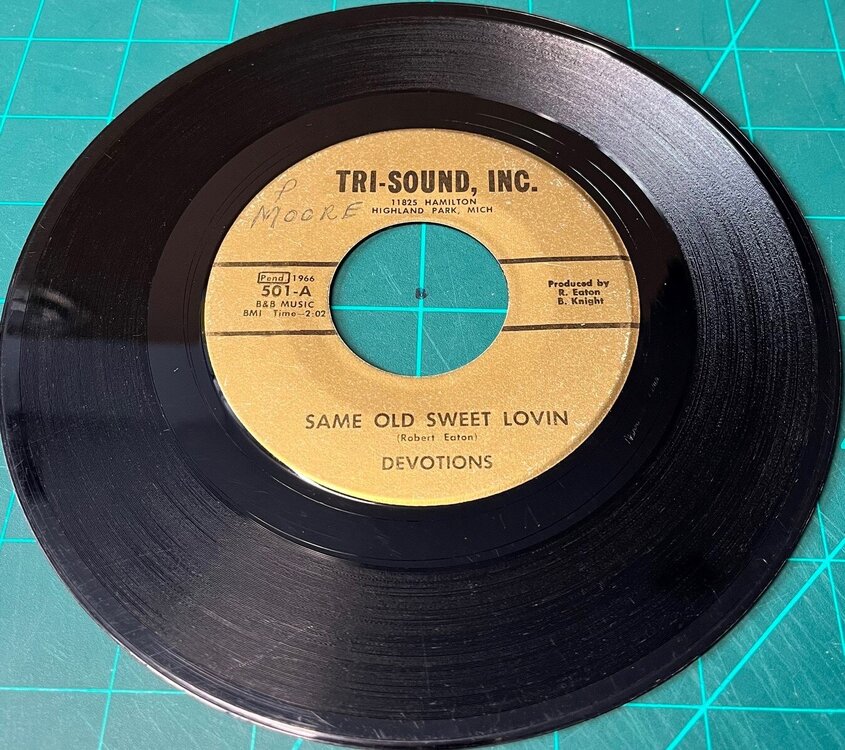 P
MOORE
TRI-SOUND, INC.
11825 HAMILTON
HIGHLAND PARK, MICH
Pend. 1966
501-A
B&B MUSIC
BMI Time—2:02
Produced by
R. Eaton
B. Knight
SAME OLD SWEET LOVIN
(Robert Eaton)
DEVOTIONS